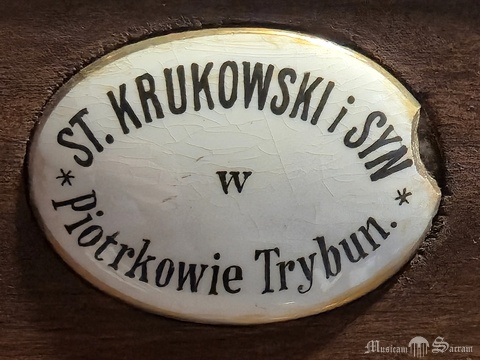 ST. KRUKOWSKI i SYN
w
* Piotrkowie Trybun. *
Musicam Sacram